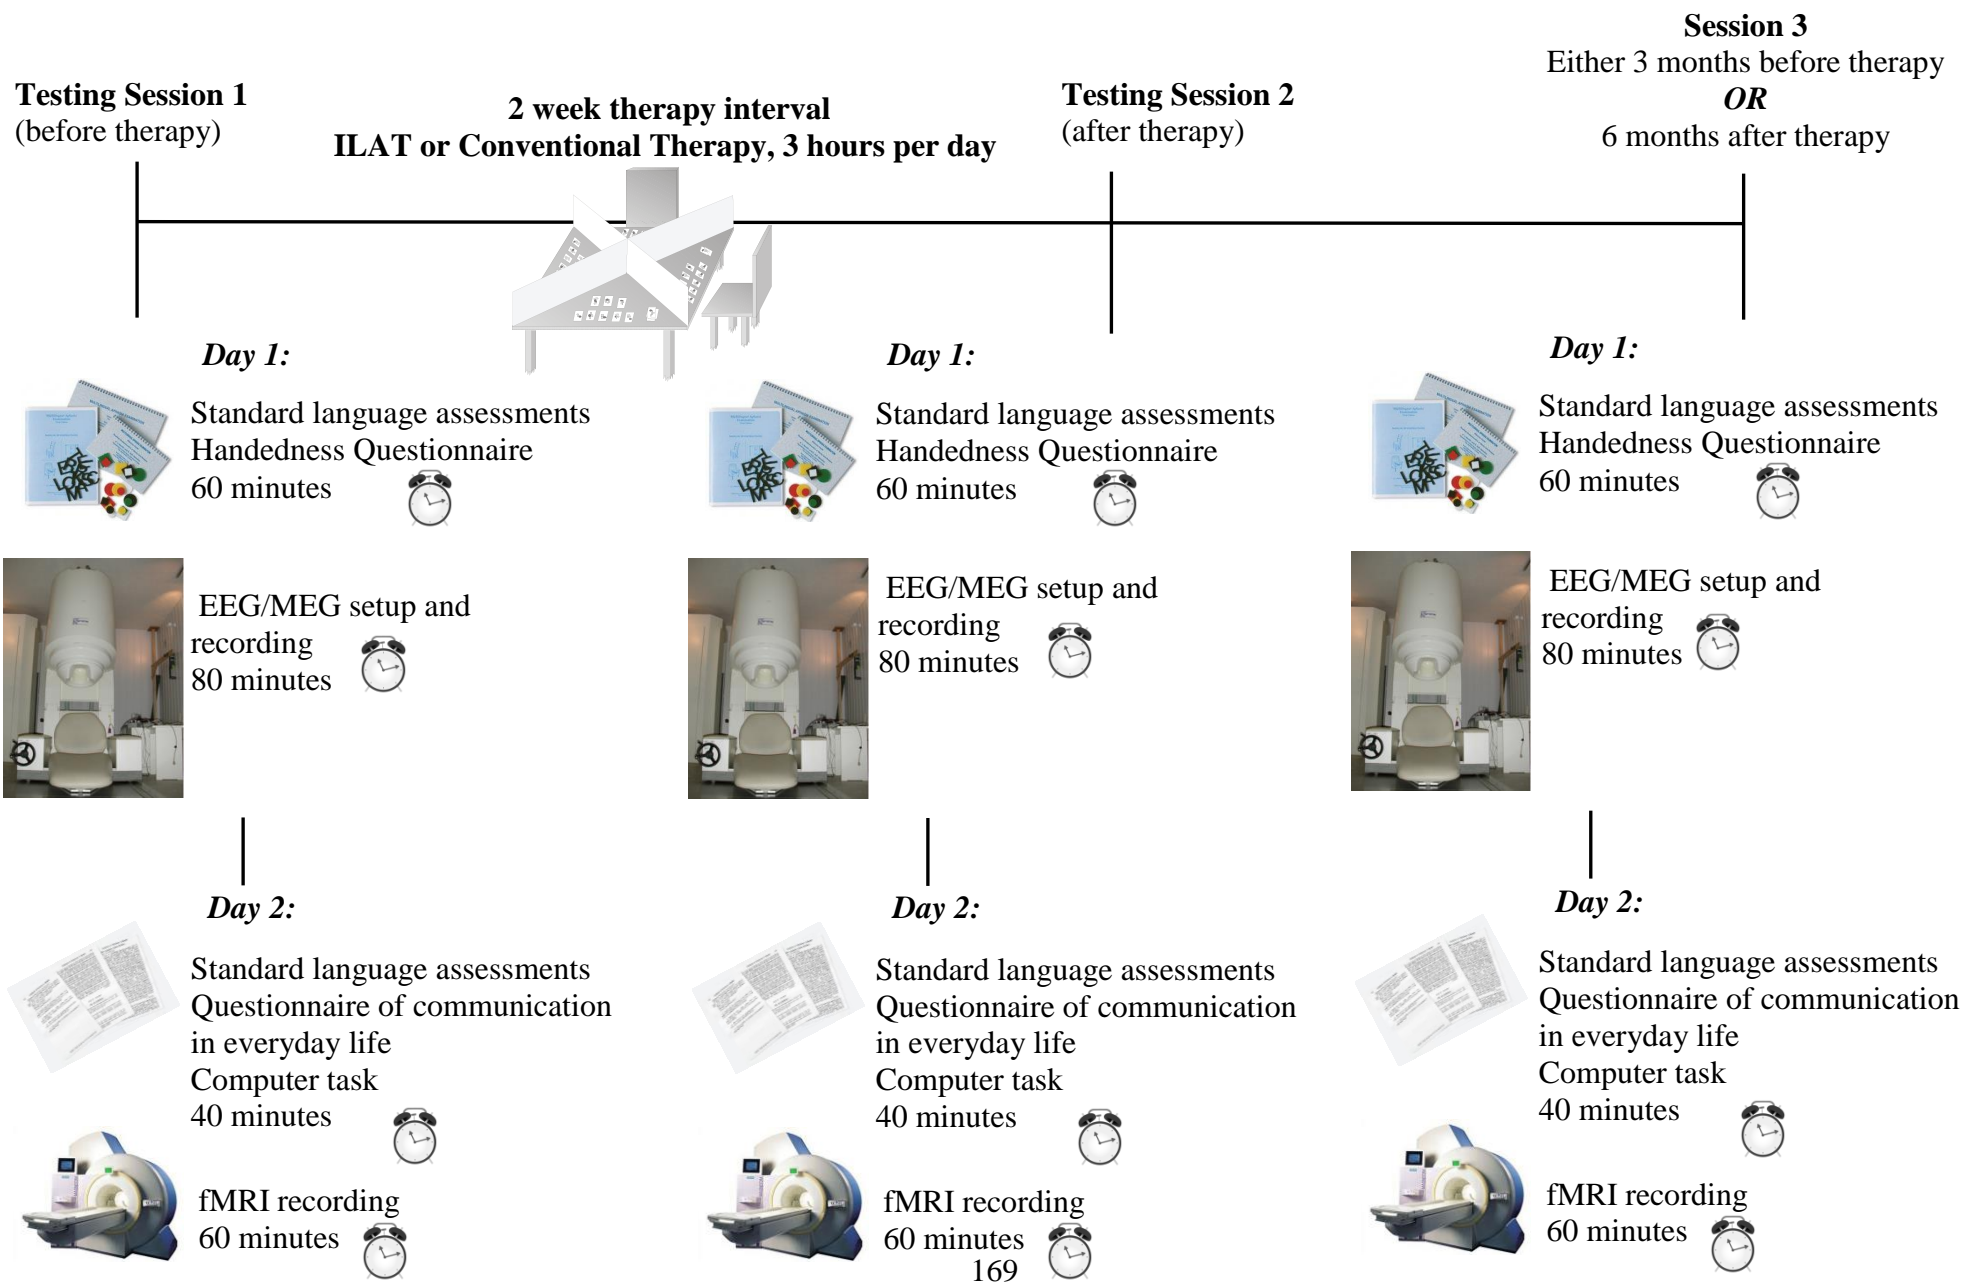 Testing Session 1
(before therapy)
2 week therapy interval
ILAT or Conventional Therapy, 3 hours per day
Testing Session 2
(after therapy)
Session 3
Either 3 months before therapy
OR
6 months after therapy
Day 1:
Standard language assessments
Handedness Questionnaire
60 minutes
EEG/MEG setup and
recording
80 minutes
Day 2:
Standard language assessments
Questionnaire of communication
in everyday life
Computer task
40 minutes
fMRI recording
60 minutes
Day 1:
Standard language assessments
Handedness Questionnaire
60 minutes
EEG/MEG setup and
recording
80 minutes
Day 2:
Standard language assessments
Questionnaire of communication
in everyday life
Computer task
40 minutes
fMRI recording
60 minutes
Day 1:
Standard language assessments
Handedness Questionnaire
60 minutes
EEG/MEG setup and
recording
80 minutes
Day 2:
Standard language assessments
Questionnaire of communication
in everyday life
Computer task
40 minutes
fMRI recording
60 minutes
169